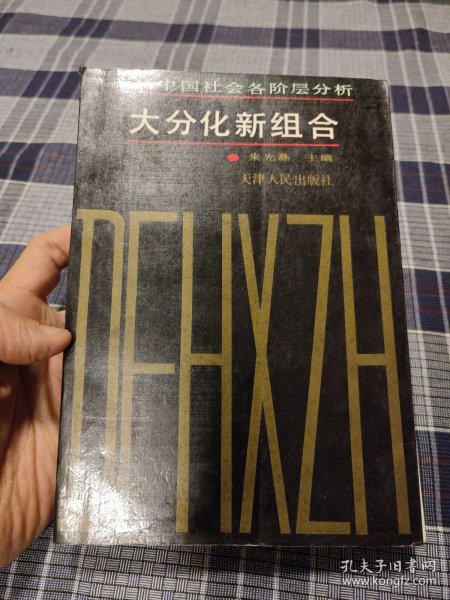 中国社会各阶层分析
大分化新组合
朱光磊 主编
天津人民出版社
DFHXZH
孔夫子旧书网
www.kongfz.com